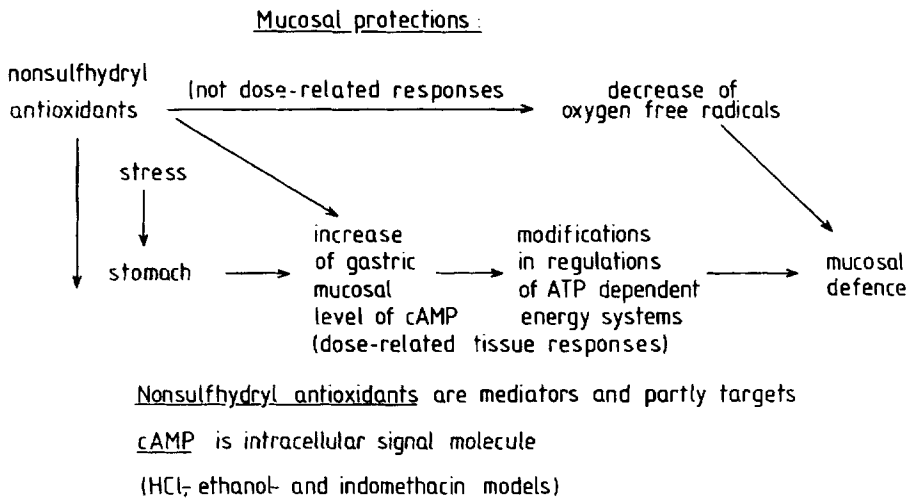 Mucosal protections :
nonsulfhydryl
antioxidants
(not dose-related responses
decrease of
oxygen free radicals
stress
stomach
increase
of gastric
mucosal
level of cAMP
(dose-related tissue responses)
modifications
in regulations
of ATP dependent
energy systems
mucosal
defence
Nonsulfhydryl antioxidants are mediators and partly targets
cAMP is intracellular signal molecule
(HCl-, ethanol- and indomethacin models)